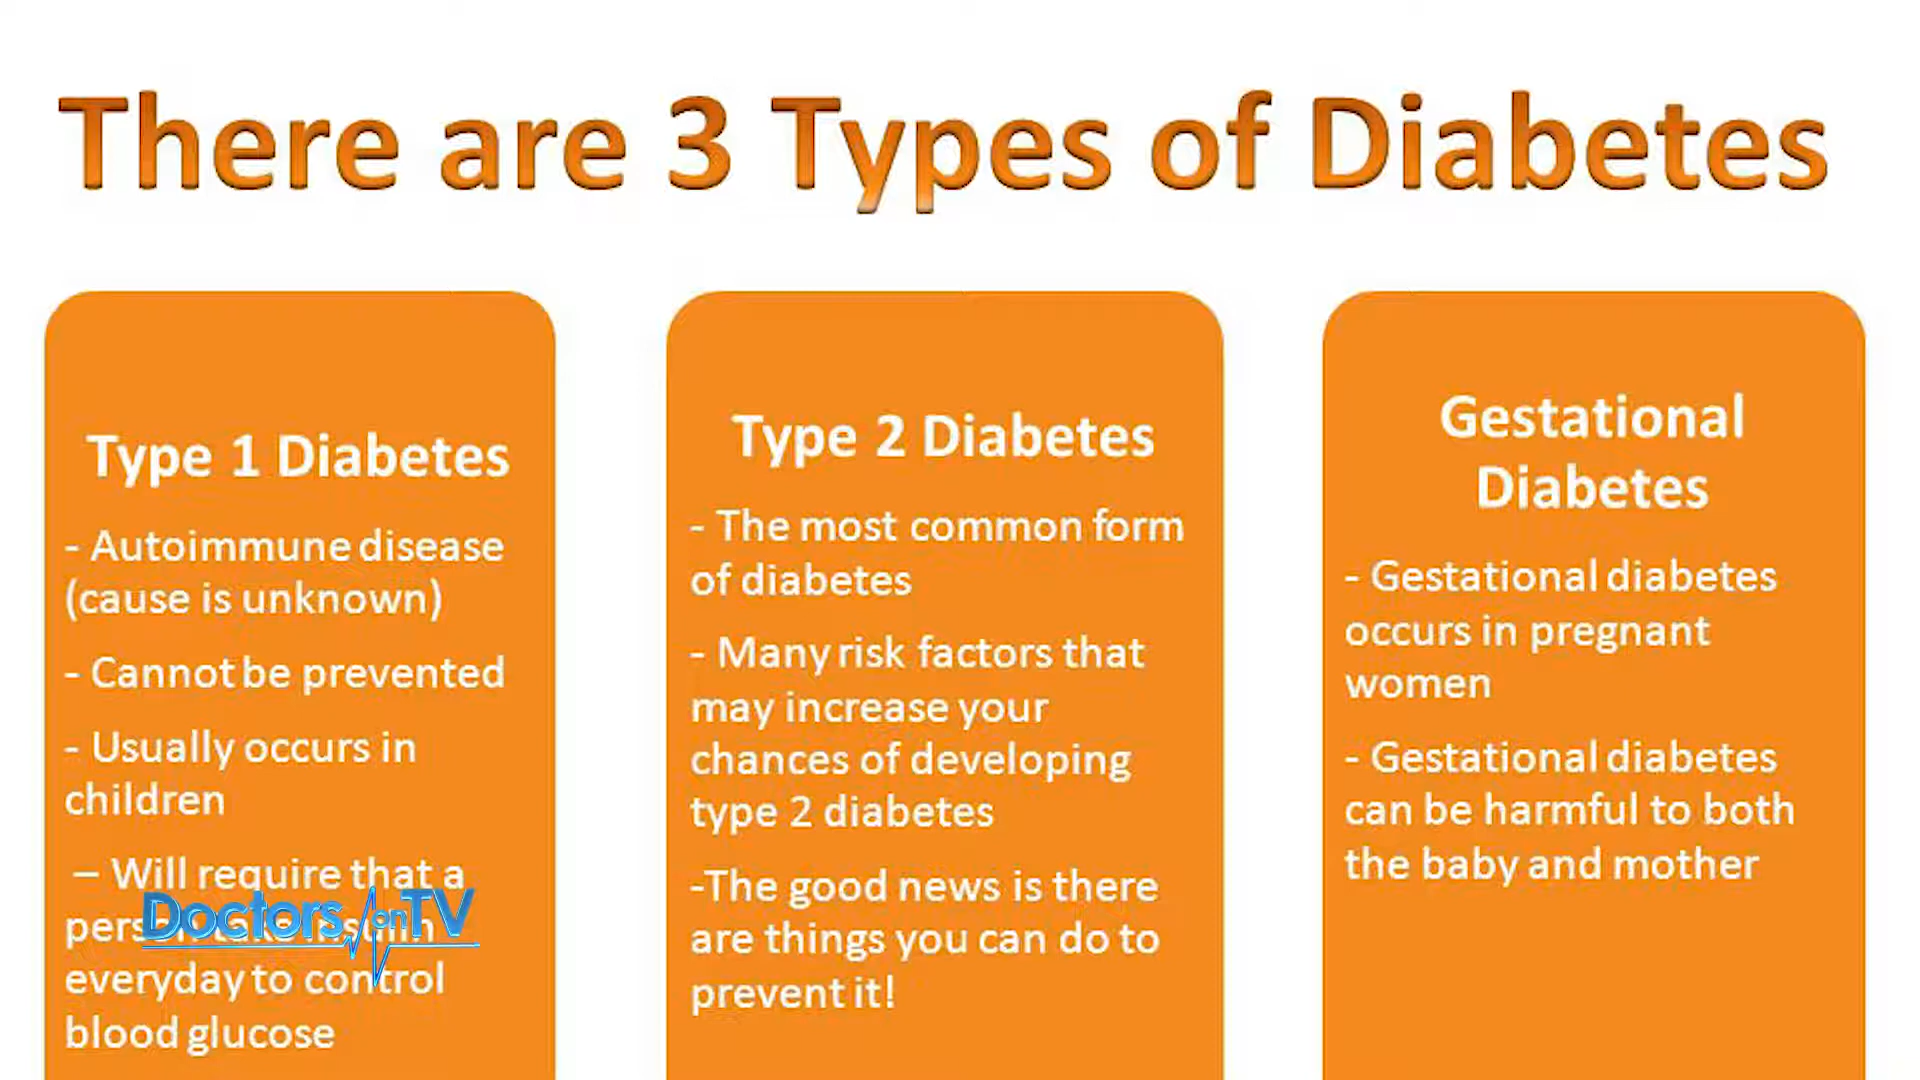 There are 3 Types of Diabetes
Type 1 Diabetes
- Autoimmune disease
(cause is unknown)
- Cannot be prevented
- Usually occurs in
children
– Will require that a
person take insulin
everyday to control
blood glucose
Doctors on TV
Type 2 Diabetes
- The most common form
of diabetes
- Many risk factors that
may increase your
chances of developing
type 2 diabetes
-The good news is there
are things you can do to
prevent it!
Gestational
Diabetes
- Gestational diabetes
occurs in pregnant
women
- Gestational diabetes
can be harmful to both
the baby and mother